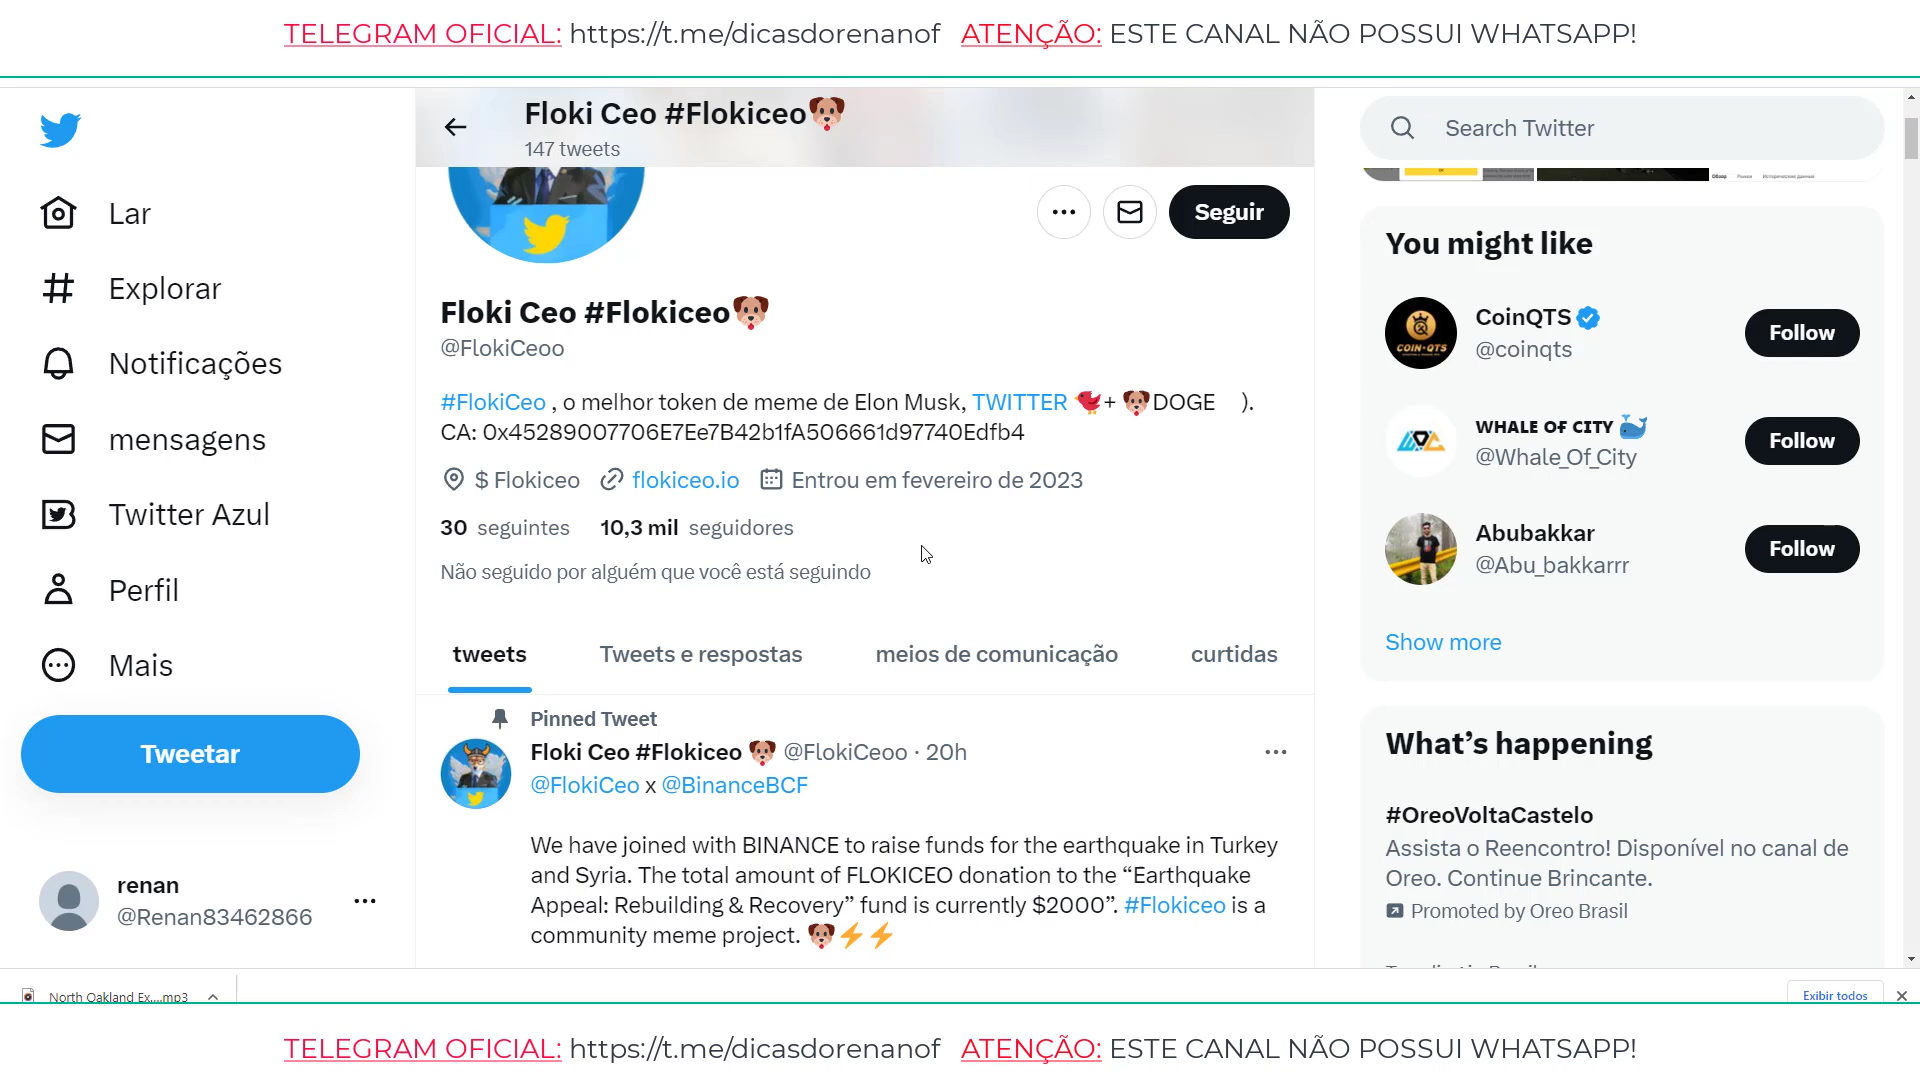 TELEGRAM OFICIAL: https://t.me/dicasdorenanof ATENÇÃO: ESTE CANAL NÃO POSSUI WHATSAPP!
Floki Ceo #Flokiceo
147 tweets
Search Twitter
Lar
Explorar
Notificações
mensagens
Twitter Azul
Perfil
Mais
Tweetar
renan
@Renan83462866
Seguir
Floki Ceo #Flokiceo
@FlokiCeoo
#FlokiCeo , o melhor token de meme de Elon Musk, TWITTER + DOGE ).
CA: 0x45289007706E7Ee7B42b1fA506661d97740Edfb4
$ Flokiceo flokiceo.io Entrou em fevereiro de 2023
30 seguintes 10,3 mil seguidores
Não seguido por alguém que você está seguindo
tweets Tweets e respostas meios de comunicação curtidas
Pinned Tweet
Floki Ceo #Flokiceo @FlokiCeoo · 20h
@FlokiCeo x @BinanceBCF
We have joined with BINANCE to raise funds for the earthquake in Turkey
and Syria. The total amount of FLOKICEO donation to the “Earthquake
Appeal: Rebuilding & Recovery” fund is currently $2000”. #Flokiceo is a
community meme project.
You might like
COIN·QTS
CoinQTS
@coinqts
Follow
WHALE OF CITY
@Whale_Of_City
Follow
Abubakkar
@Abu_bakkarrr
Follow
Show more
What’s happening
#OreoVoltaCastelo
Assista o Reencontro! Disponível no canal de
Oreo. Continue Brincante.
Promoted by Oreo Brasil
North Oakland Ex....mp3
Exibir todos
TELEGRAM OFICIAL: https://t.me/dicasdorenanof ATENÇÃO: ESTE CANAL NÃO POSSUI WHATSAPP!